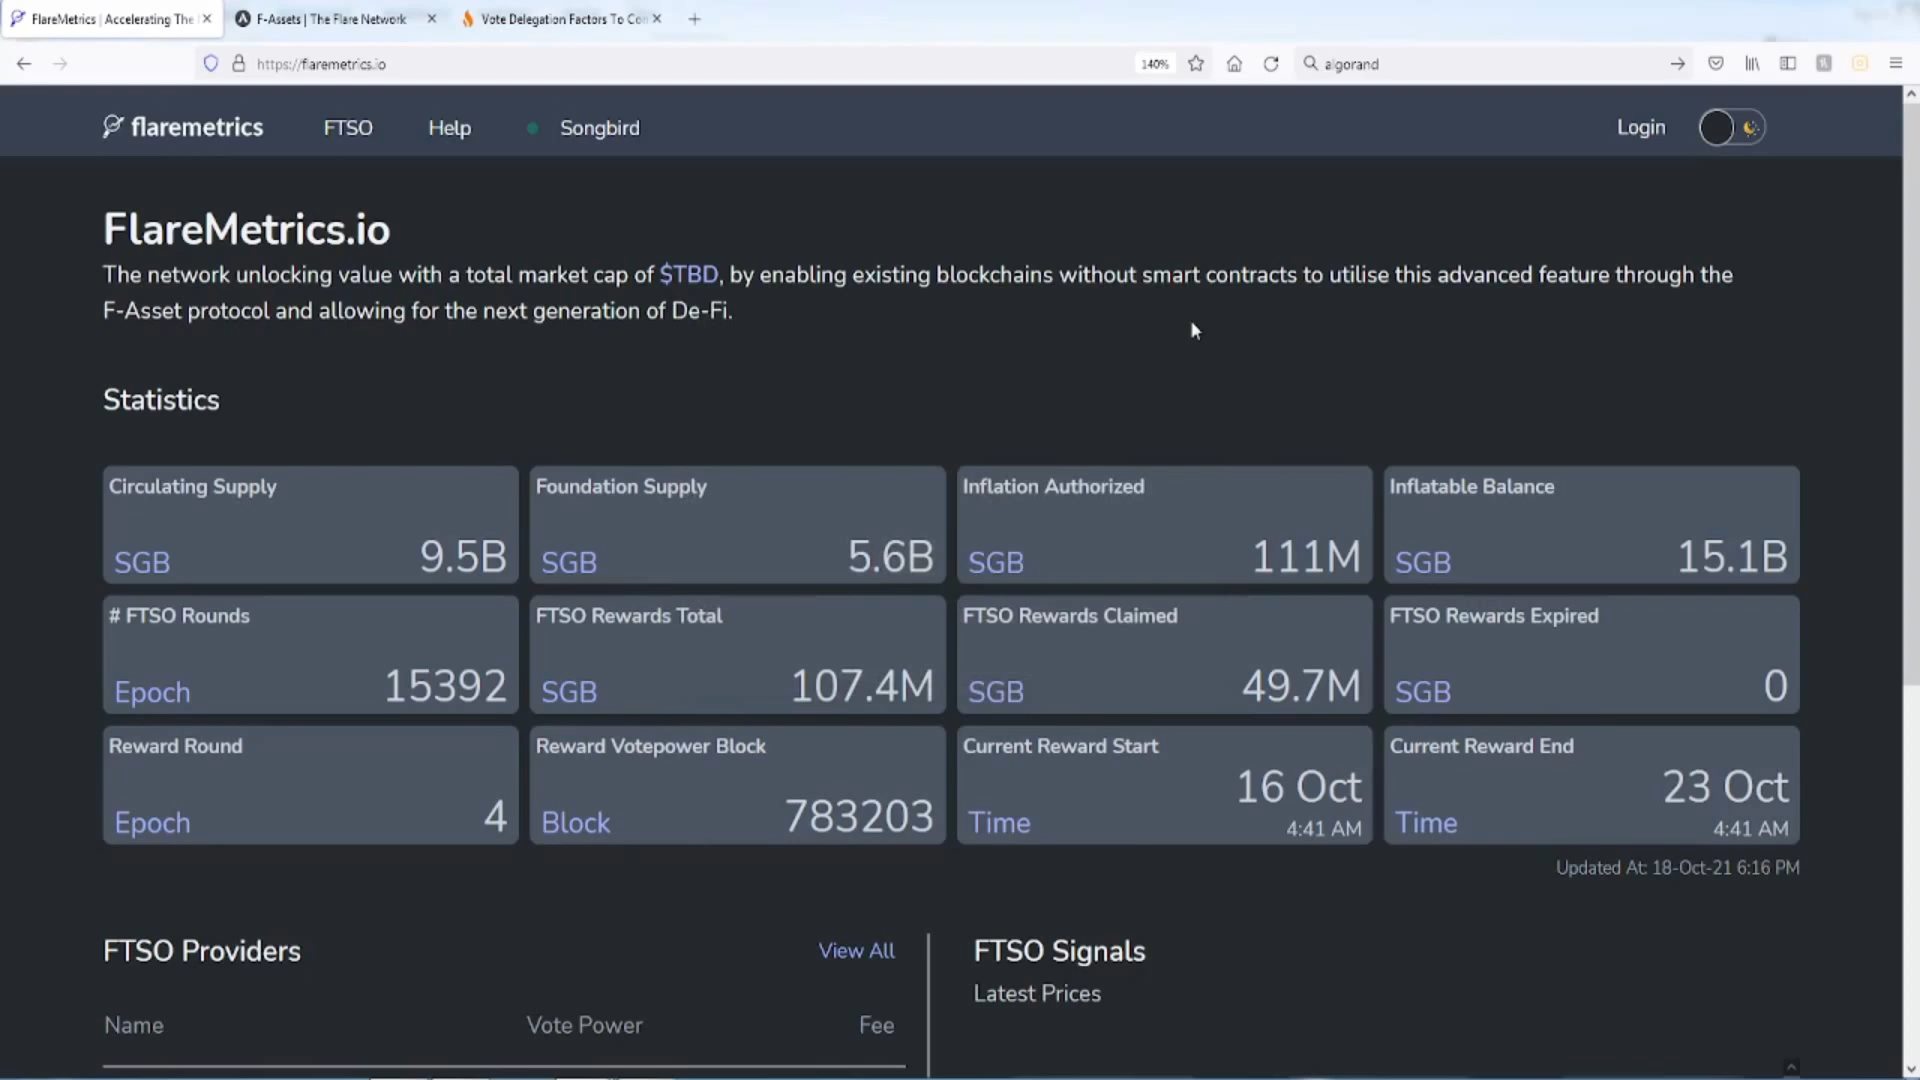 FlareMetrics | Accelerating The
F-Assets | The Flare Network
Vote Delegation Factors To Con
https://flaremetrics.io
140%
algorand
flaremetrics
FTSO
Help
Songbird
Login
FlareMetrics.io
The network unlocking value with a total market cap of $TBD, by enabling existing blockchains without smart contracts to utilise this advanced feature through the
F-Asset protocol and allowing for the next generation of De-Fi.
Statistics
Circulating Supply
SGB 9.5B
Foundation Supply
SGB 5.6B
Inflation Authorized
SGB 111M
Inflatable Balance
SGB 15.1B
# FTSO Rounds
Epoch 15392
FTSO Rewards Total
SGB 107.4M
FTSO Rewards Claimed
SGB 49.7M
FTSO Rewards Expired
SGB 0
Reward Round
Epoch 4
Reward Votepower Block
Block 783203
Current Reward Start
16 Oct
Time 4:41 AM
Current Reward End
23 Oct
Time 4:41 AM
Updated At: 18-Oct-21 6:16 PM
FTSO Providers
View All
Name Vote Power Fee
FTSO Signals
Latest Prices